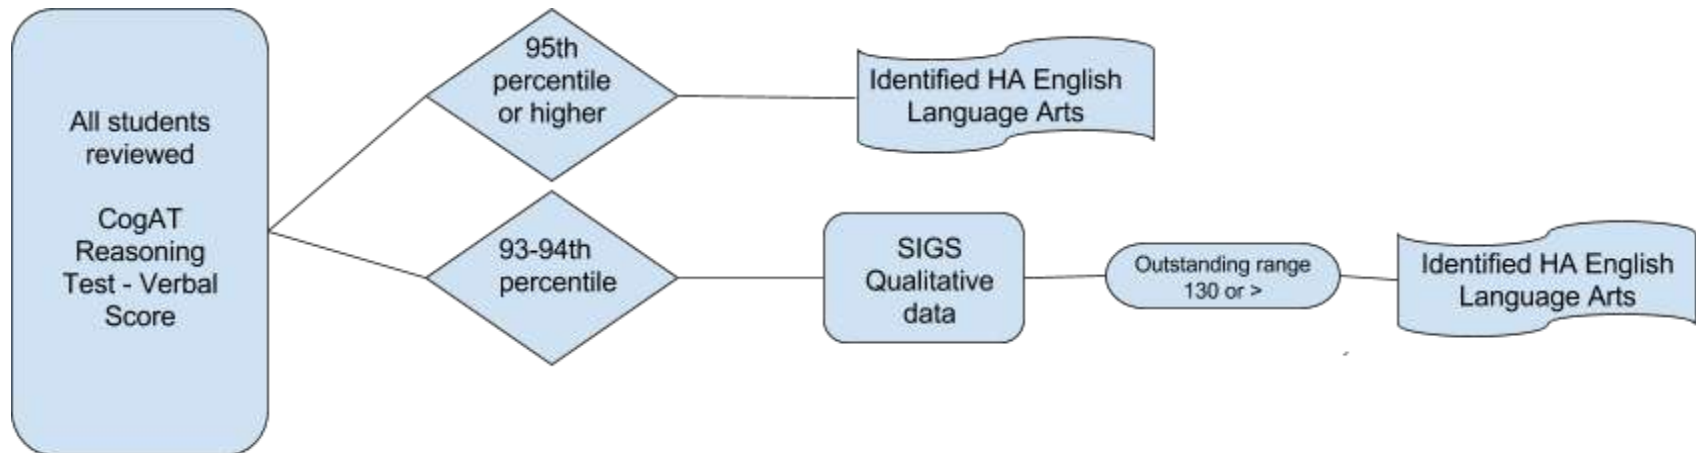 All students
reviewed
CogAT
Reasoning
Test - Verbal
Score
95th
percentile
or higher
Identified HA English
Language Arts
93-94th
percentile
SIGS
Qualitative
data
Outstanding range
130 or >
Identified HA English
Language Arts